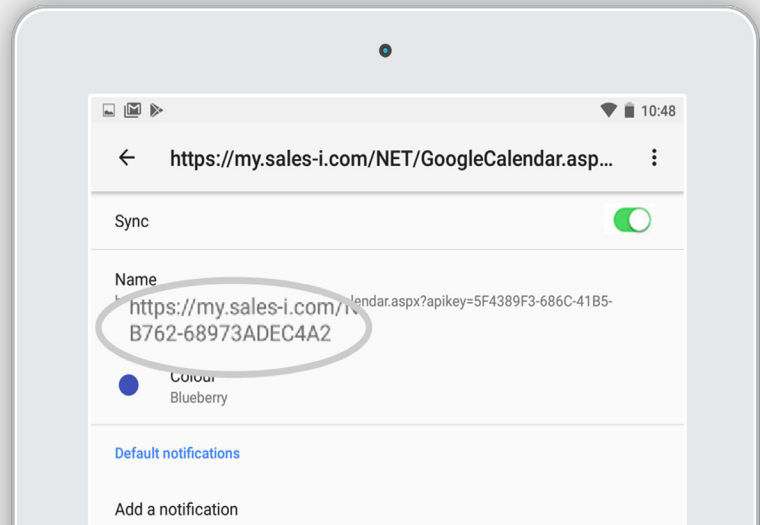 10:48
https://my.sales-i.com/NET/GoogleCalendar.asp...
Sync
Name
https://my.sales-i.com/ lendar.aspx?apikey=5F4389F3-686C-41B5-
B762-68973ADEC4A2
Colour
Blueberry
Default notifications
Add a notification